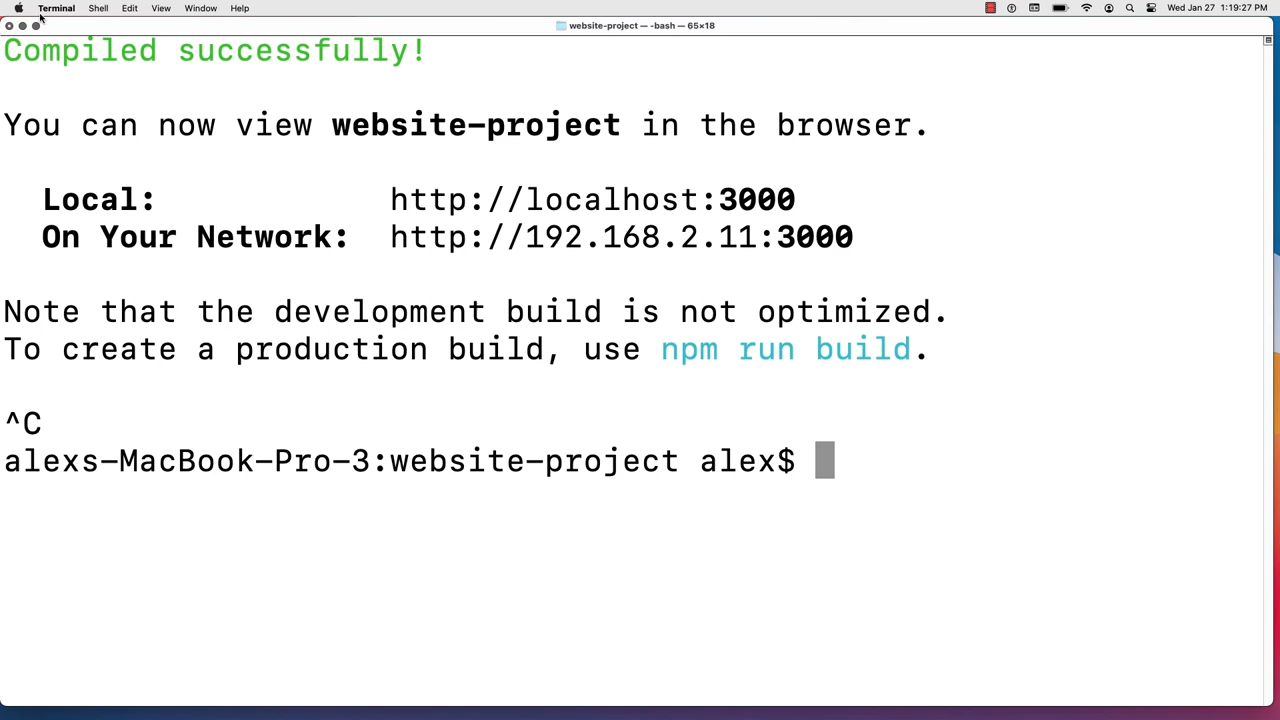 Terminal Shell Edit View Window Help Wed Jan 27 1:19:27 PM
website-project — -bash — 65×18
Compiled successfully!
You can now view website-project in the browser.
Local: http://localhost:3000
On Your Network: http://192.168.2.11:3000
Note that the development build is not optimized.
To create a production build, use npm run build.
^C
alexs-MacBook-Pro-3:website-project alex$